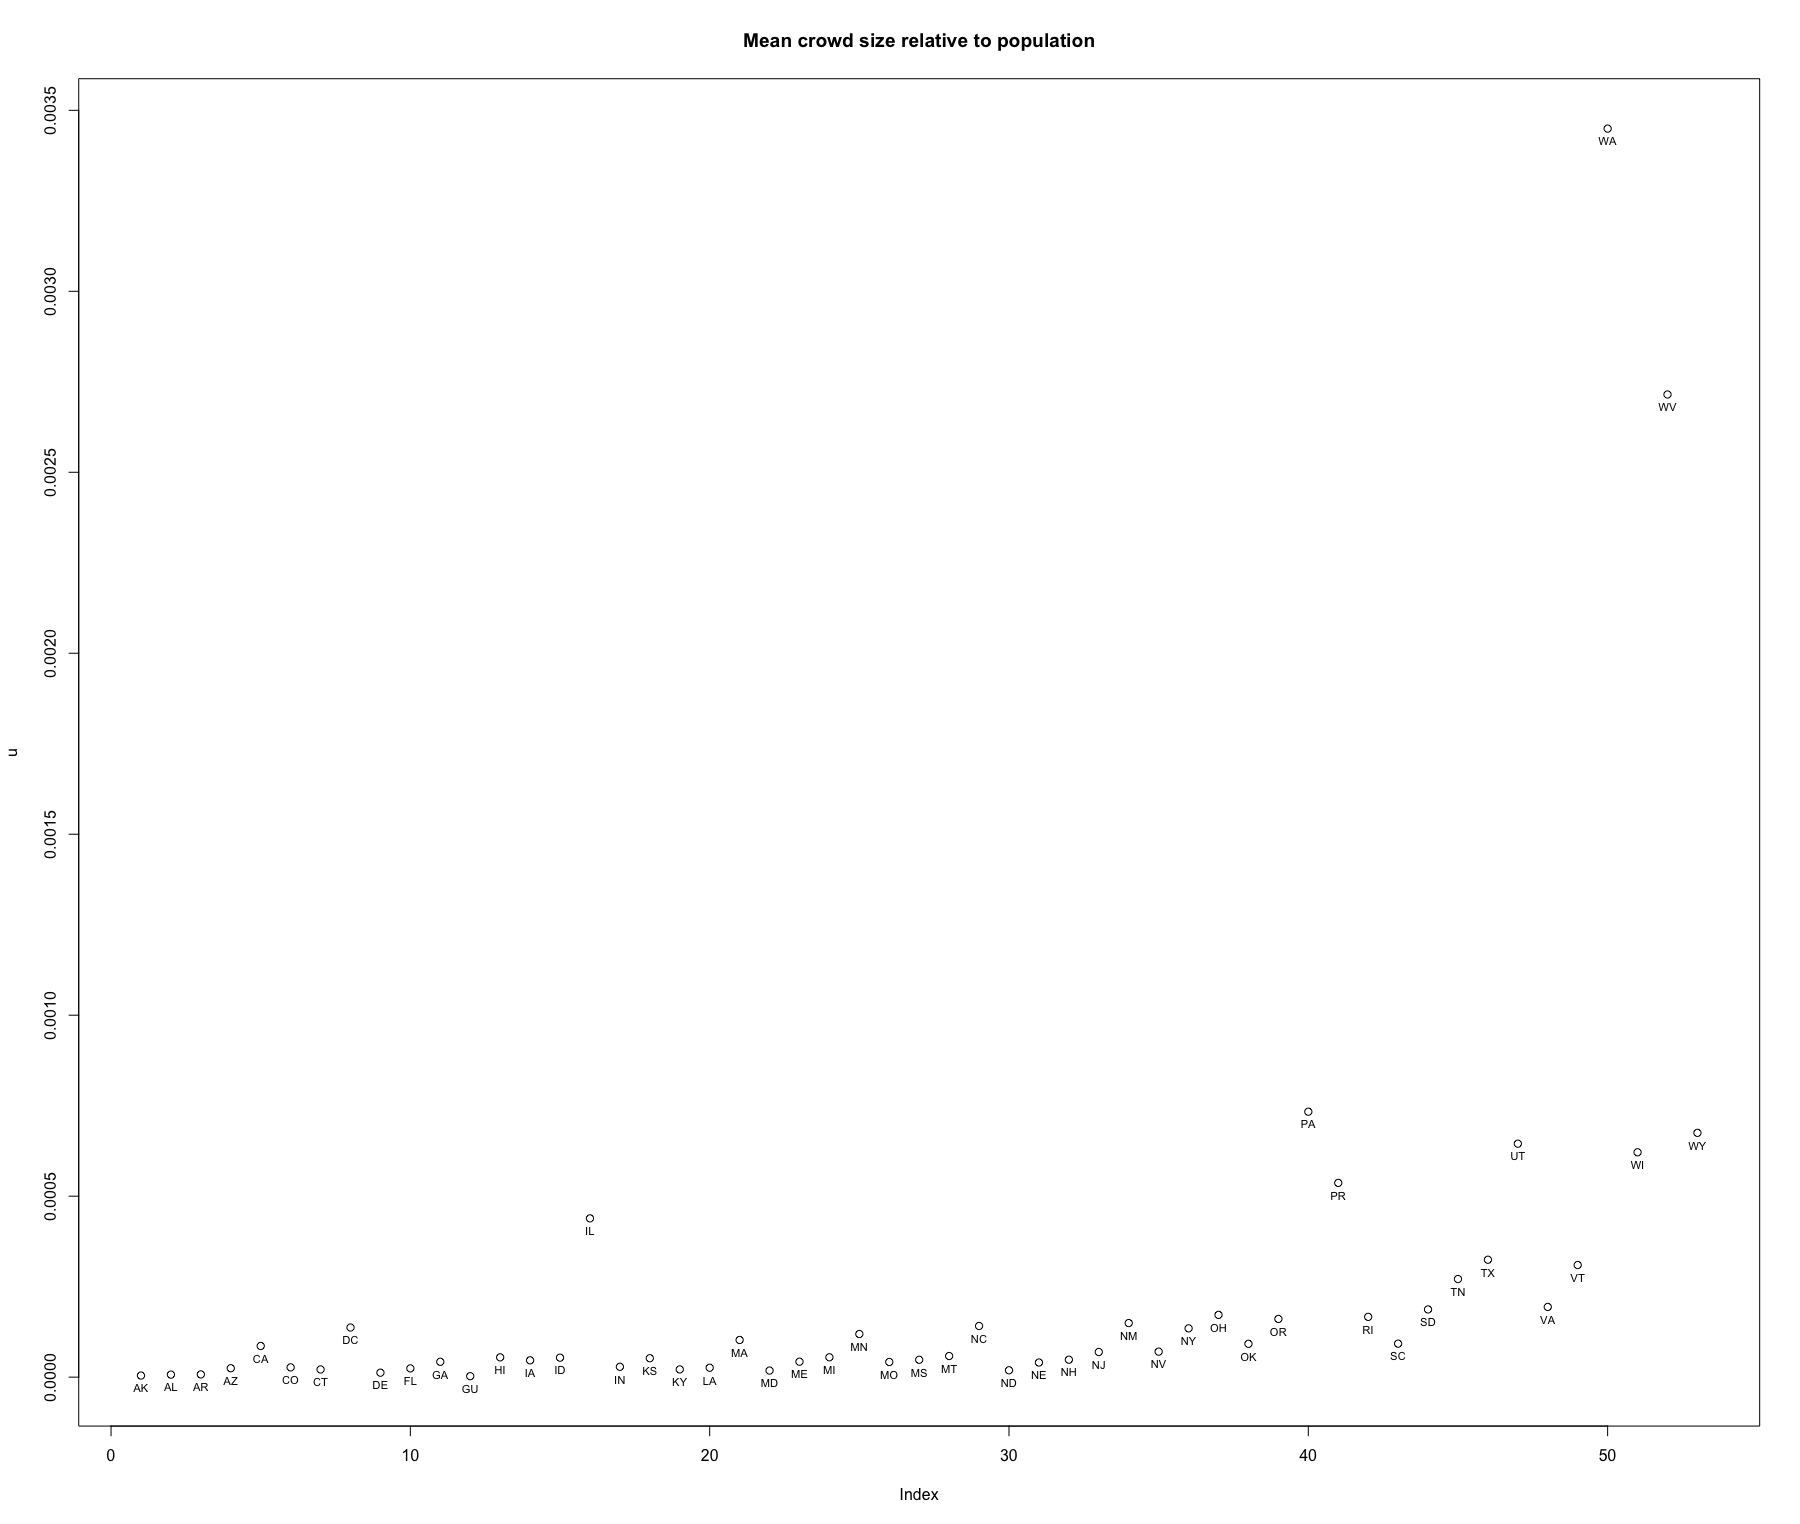 Mean crowd size relative to population
0.0035
0.0030
0.0025
0.0020
0.0015
0.0010
0.0005
0.0000
u
WA
WV
PA
UT
WI
WY
PR
IL
TX
VT
TN
VA
SD
RI
OH
OR
NM
NC
NY
DC
MN
MA
CA
OK
SC
NJ
NV
AK
AL
AR
AZ
CO
CT
DE
FL
GA
GU
HI
IA
ID
IN
KS
KY
LA
MD
ME
MI
MO
MS
MT
ND
NE
NH
0
10
20
30
40
50
Index